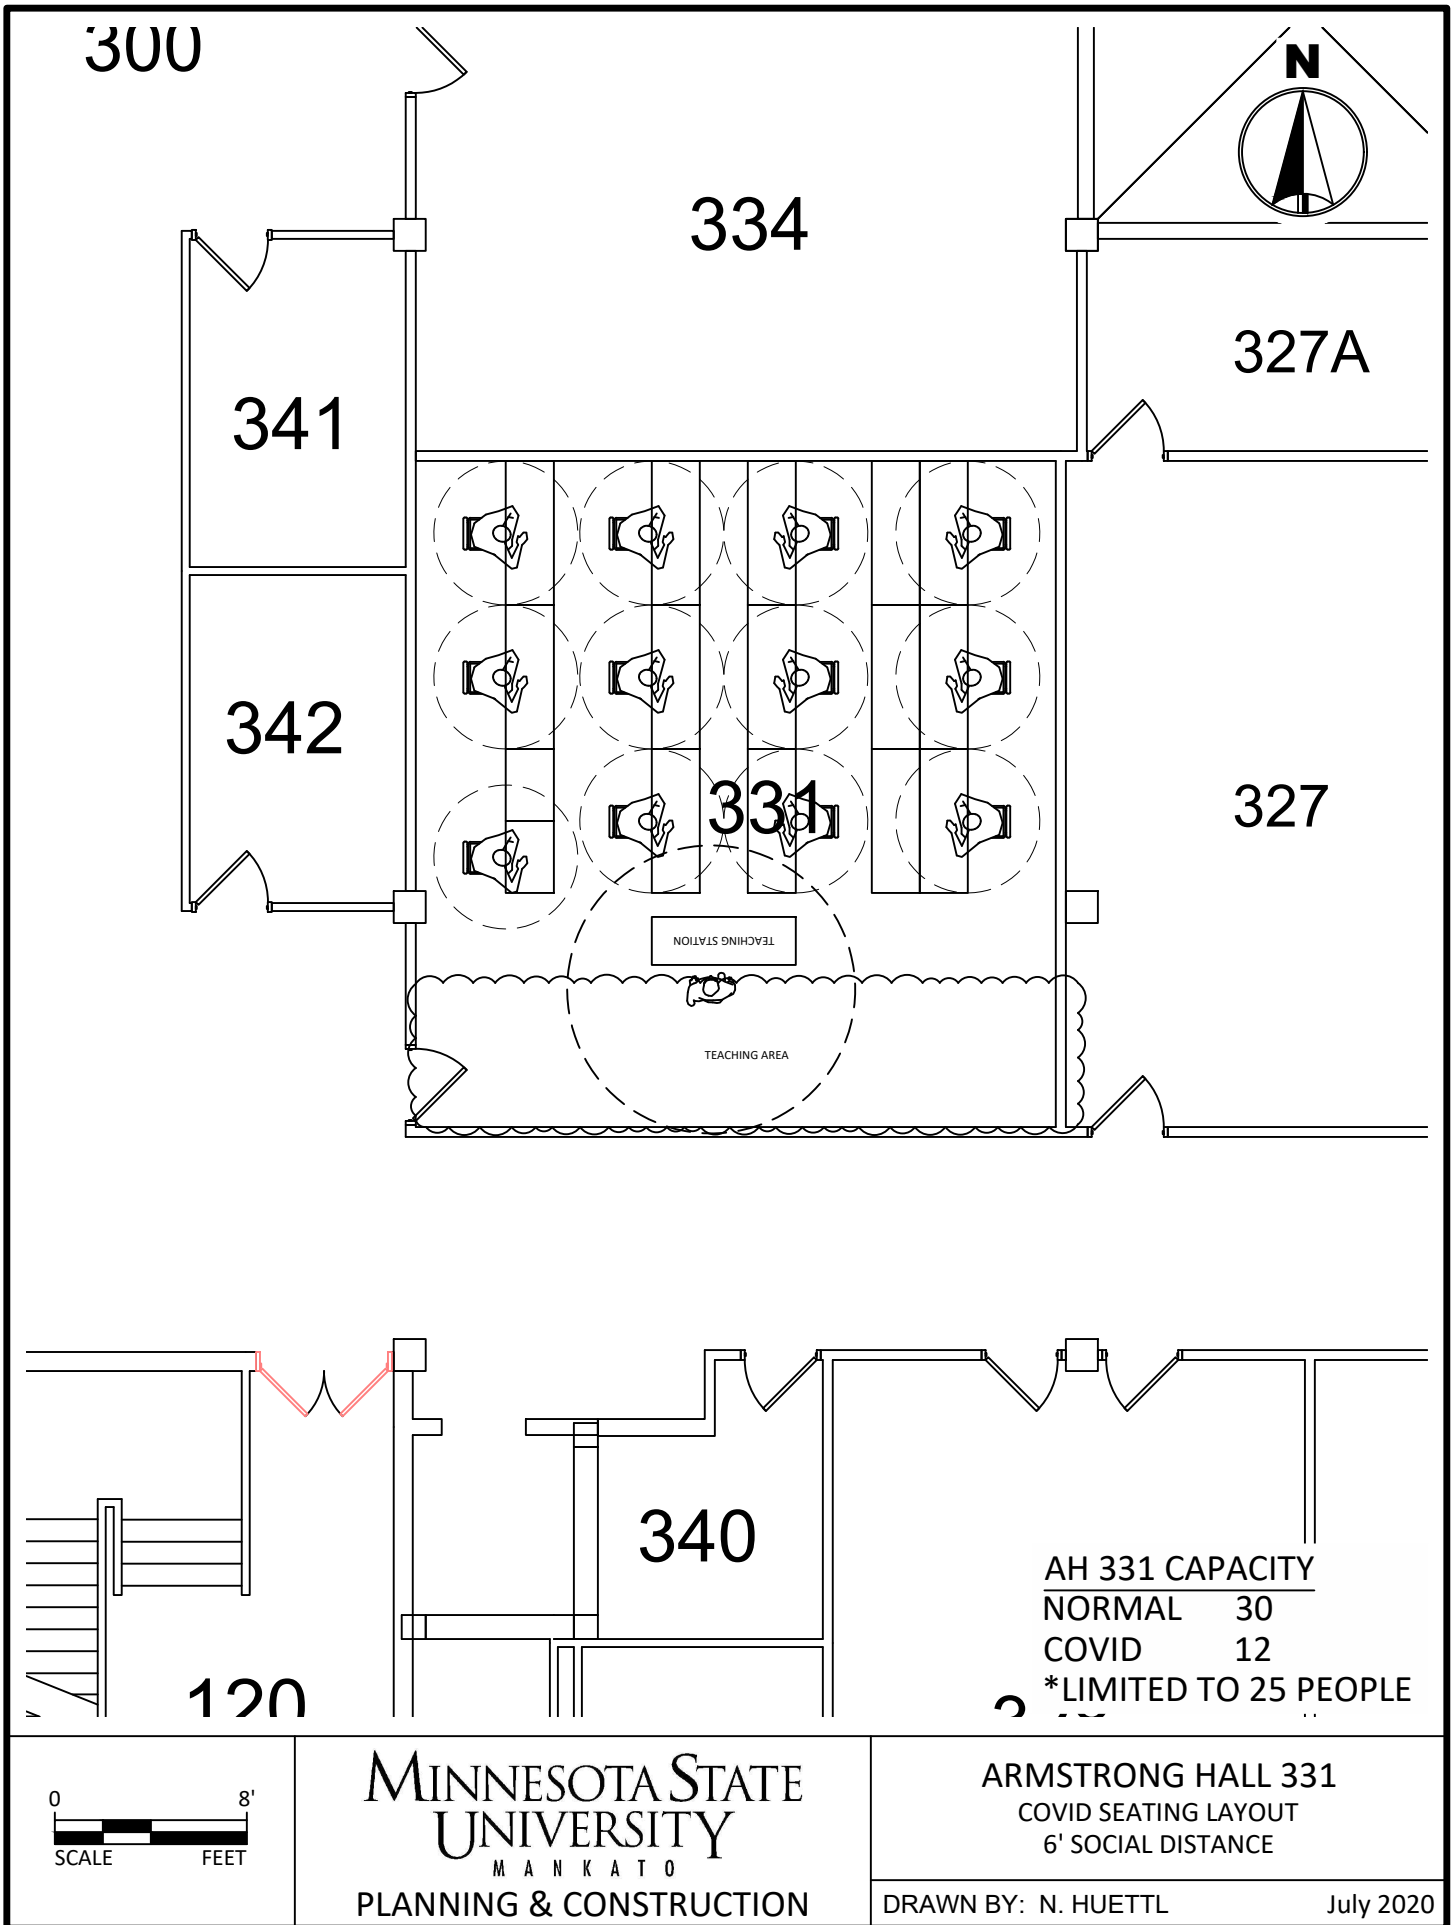 300
N
334
327A
341
342
331
327
TEACHING STATION
TEACHING AREA
340
AH 331 CAPACITY
NORMAL 30
COVID 12
*LIMITED TO 25 PEOPLE
120
0 8'
SCALE FEET
MINNESOTA STATE
UNIVERSITY
MANKATO
PLANNING & CONSTRUCTION
ARMSTRONG HALL 331
COVID SEATING LAYOUT
6' SOCIAL DISTANCE
DRAWN BY: N. HUETTL July 2020